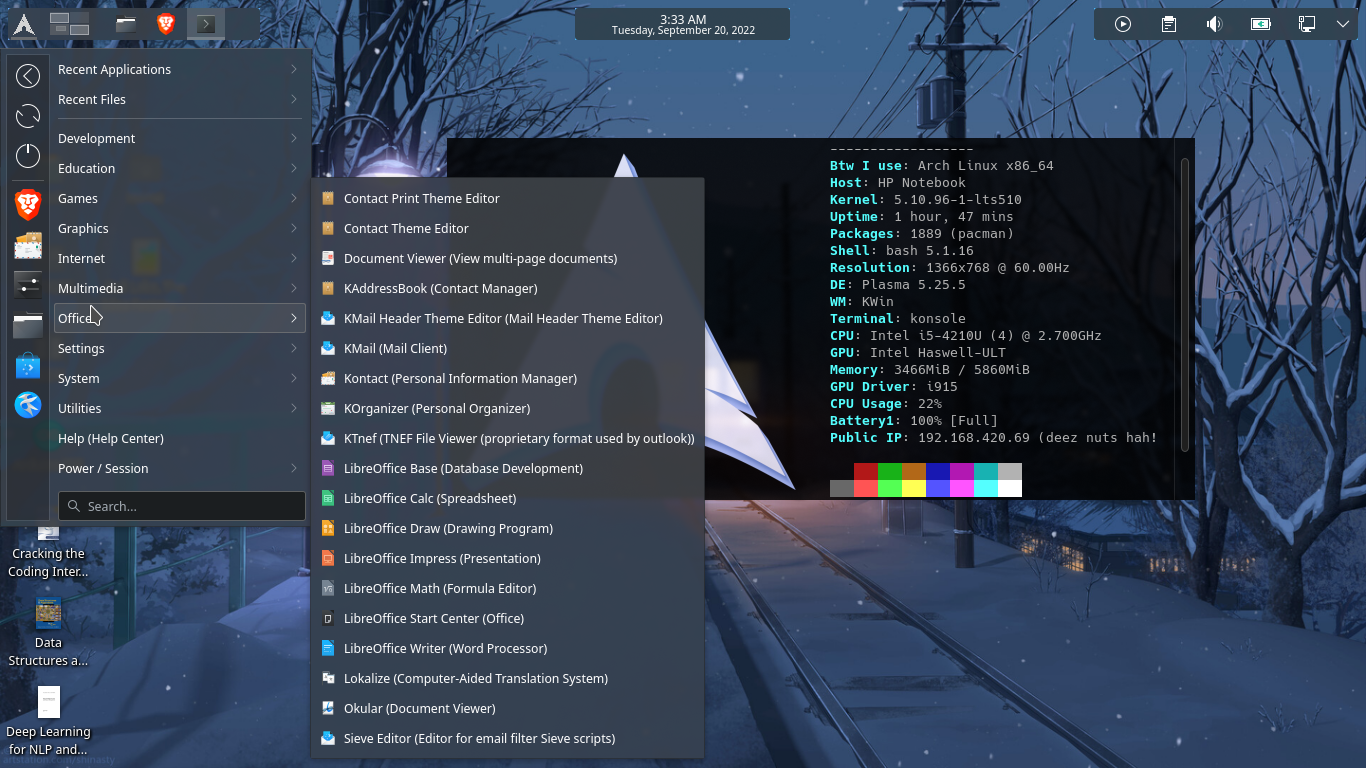 3:33 AM
Tuesday, September 20, 2022
Recent Applications
Recent Files
Development
Education
Games
Graphics
Internet
Multimedia
Office
Settings
System
Utilities
Help (Help Center)
Power / Session
Search...
Contact Print Theme Editor
Contact Theme Editor
Document Viewer (View multi-page documents)
KAddressBook (Contact Manager)
KMail Header Theme Editor (Mail Header Theme Editor)
KMail (Mail Client)
Kontact (Personal Information Manager)
KOrganizer (Personal Organizer)
KTnef (TNEF File Viewer (proprietary format used by outlook))
LibreOffice Base (Database Development)
LibreOffice Calc (Spreadsheet)
LibreOffice Draw (Drawing Program)
LibreOffice Impress (Presentation)
LibreOffice Math (Formula Editor)
LibreOffice Start Center (Office)
LibreOffice Writer (Word Processor)
Lokalize (Computer-Aided Translation System)
Okular (Document Viewer)
Sieve Editor (Editor for email filter Sieve scripts)
------------------
Btw I use: Arch Linux x86_64
Host: HP Notebook
Kernel: 5.10.96-1-lts510
Uptime: 1 hour, 47 mins
Packages: 1889 (pacman)
Shell: bash 5.1.16
Resolution: 1366x768 @ 60.00Hz
DE: Plasma 5.25.5
WM: KWin
Terminal: konsole
CPU: Intel i5-4210U (4) @ 2.700GHz
GPU: Intel Haswell-ULT
Memory: 3466MiB / 5860MiB
GPU Driver: i915
CPU Usage: 22%
Battery1: 100% [Full]
Public IP: 192.168.420.69 (deez nuts hah!
Cracking the
Coding Inter...
Data
Structures a...
Deep Learning
for NLP and...